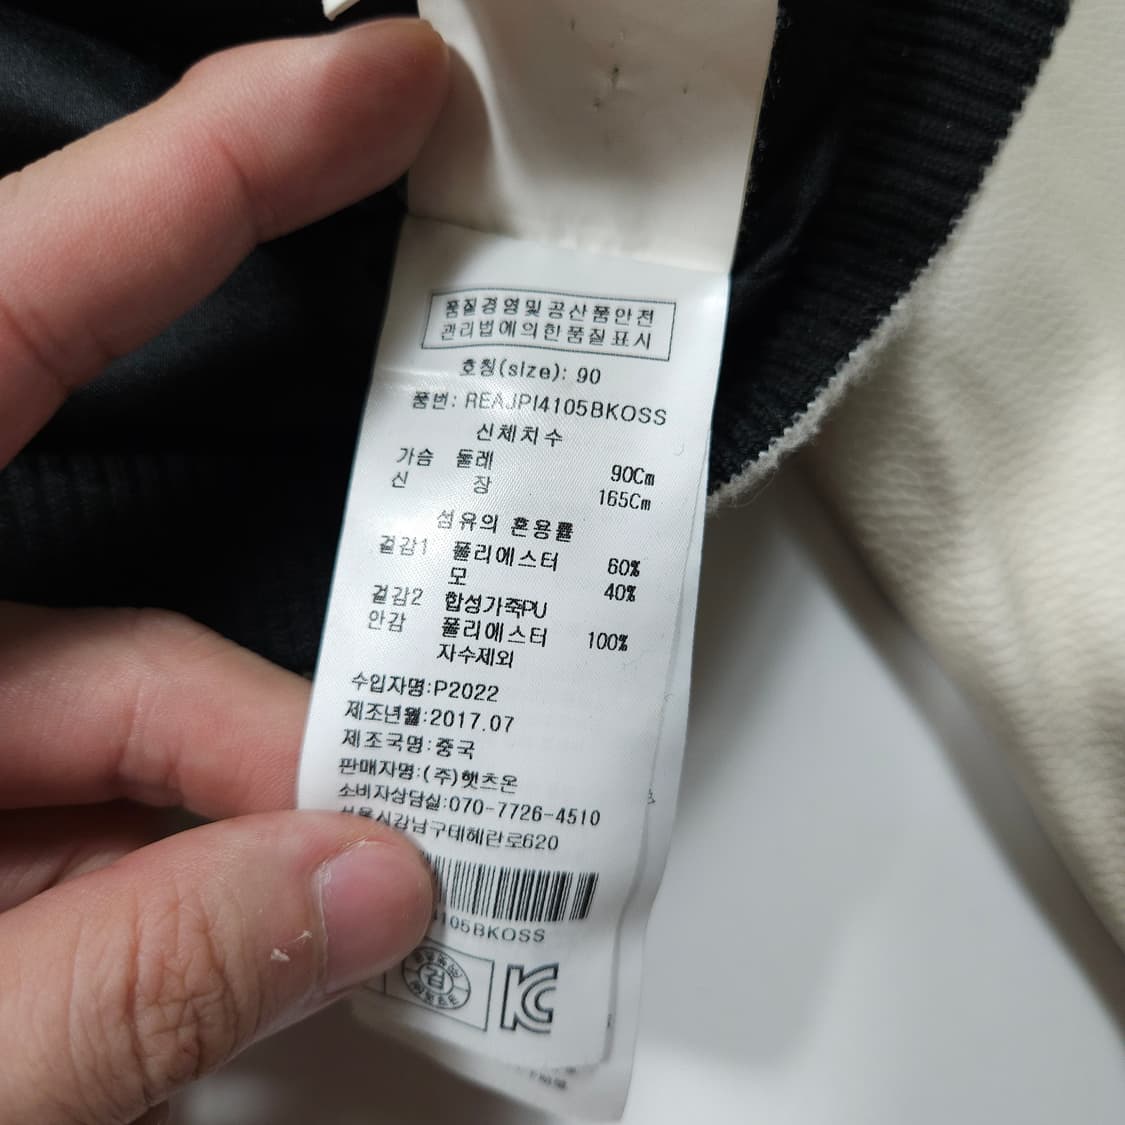 품질경영및공산품안전
관리법에의한품질표시
호칭(size): 90
품번: REAJPI4105BKOSS
신체치수
가슴 둘레 90Cm
신 장 165Cm
섬유의 혼용률
겉감1 폴리에스터 60%
모 40%
겉감2 합성가죽PU
안감 폴리에스터 100%
자수제외
수입자명:P2022
제조년월:2017.07
제조국명:중국
판매자명:(주)햇츠온
소비자상담실:070-7726-4510
서울시강남구테헤란로620
4105BKOSS
검